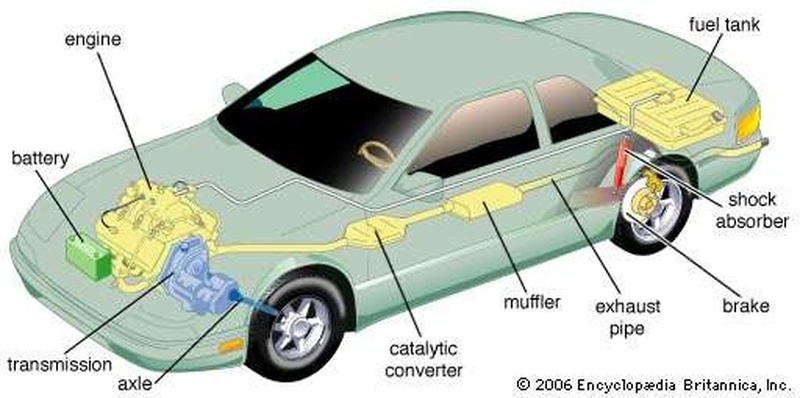 fuel tank
engine
battery
shock
absorber
muffler
exhaust
pipe
brake
transmission
axle
catalytic
converter
© 2006 Encyclopædia Britannica, Inc.